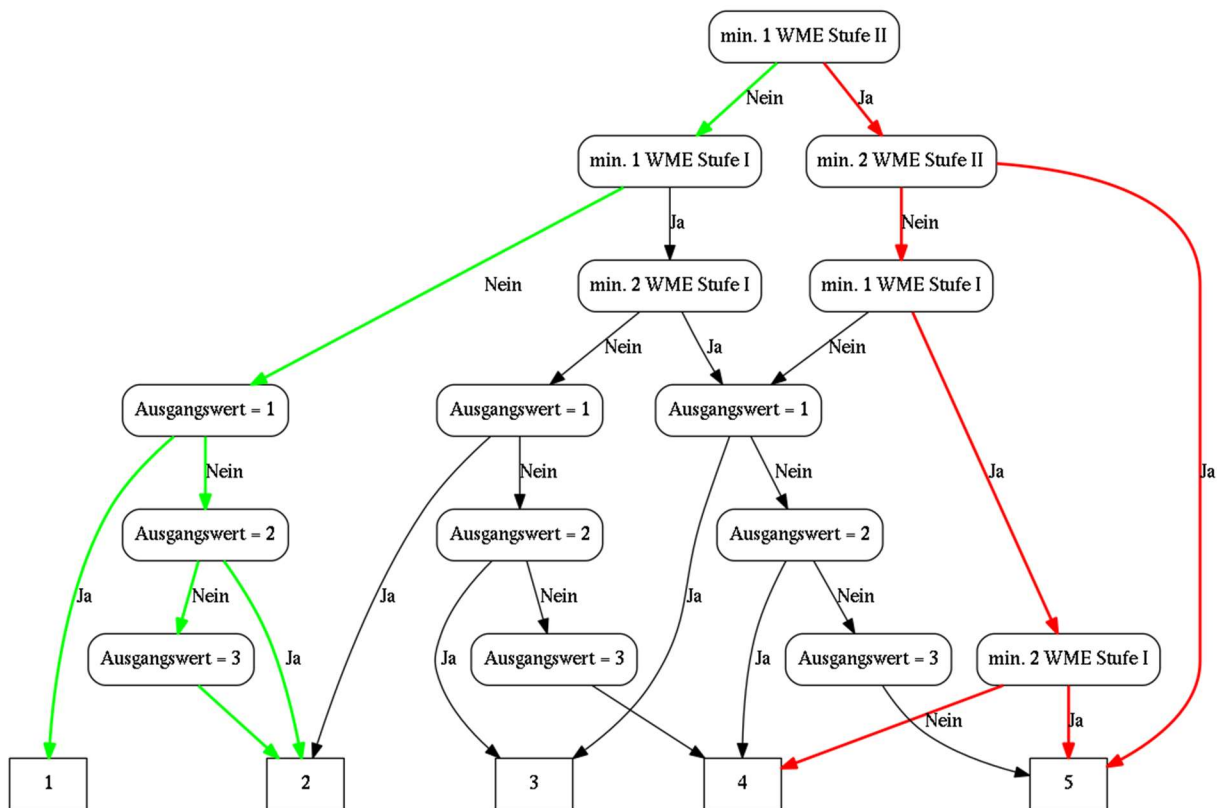 min. 1 WME Stufe II
Nein
Ja
min. 1 WME Stufe I
min. 2 WME Stufe II
Ja
Nein
Nein
min. 2 WME Stufe I
min. 1 WME Stufe I
Nein
Ja
Nein
Ausgangswert = 1
Ausgangswert = 1
Ausgangswert = 1
Nein
Nein
Nein
Ja
Ja
Ausgangswert = 2
Ausgangswert = 2
Ausgangswert = 2
Ja
Nein
Ja
Nein
Ja
Nein
Ausgangswert = 3
Ja
Ja
Ausgangswert = 3
Ja
Ausgangswert = 3
min. 2 WME Stufe I
Nein
Ja
1
2
3
4
5